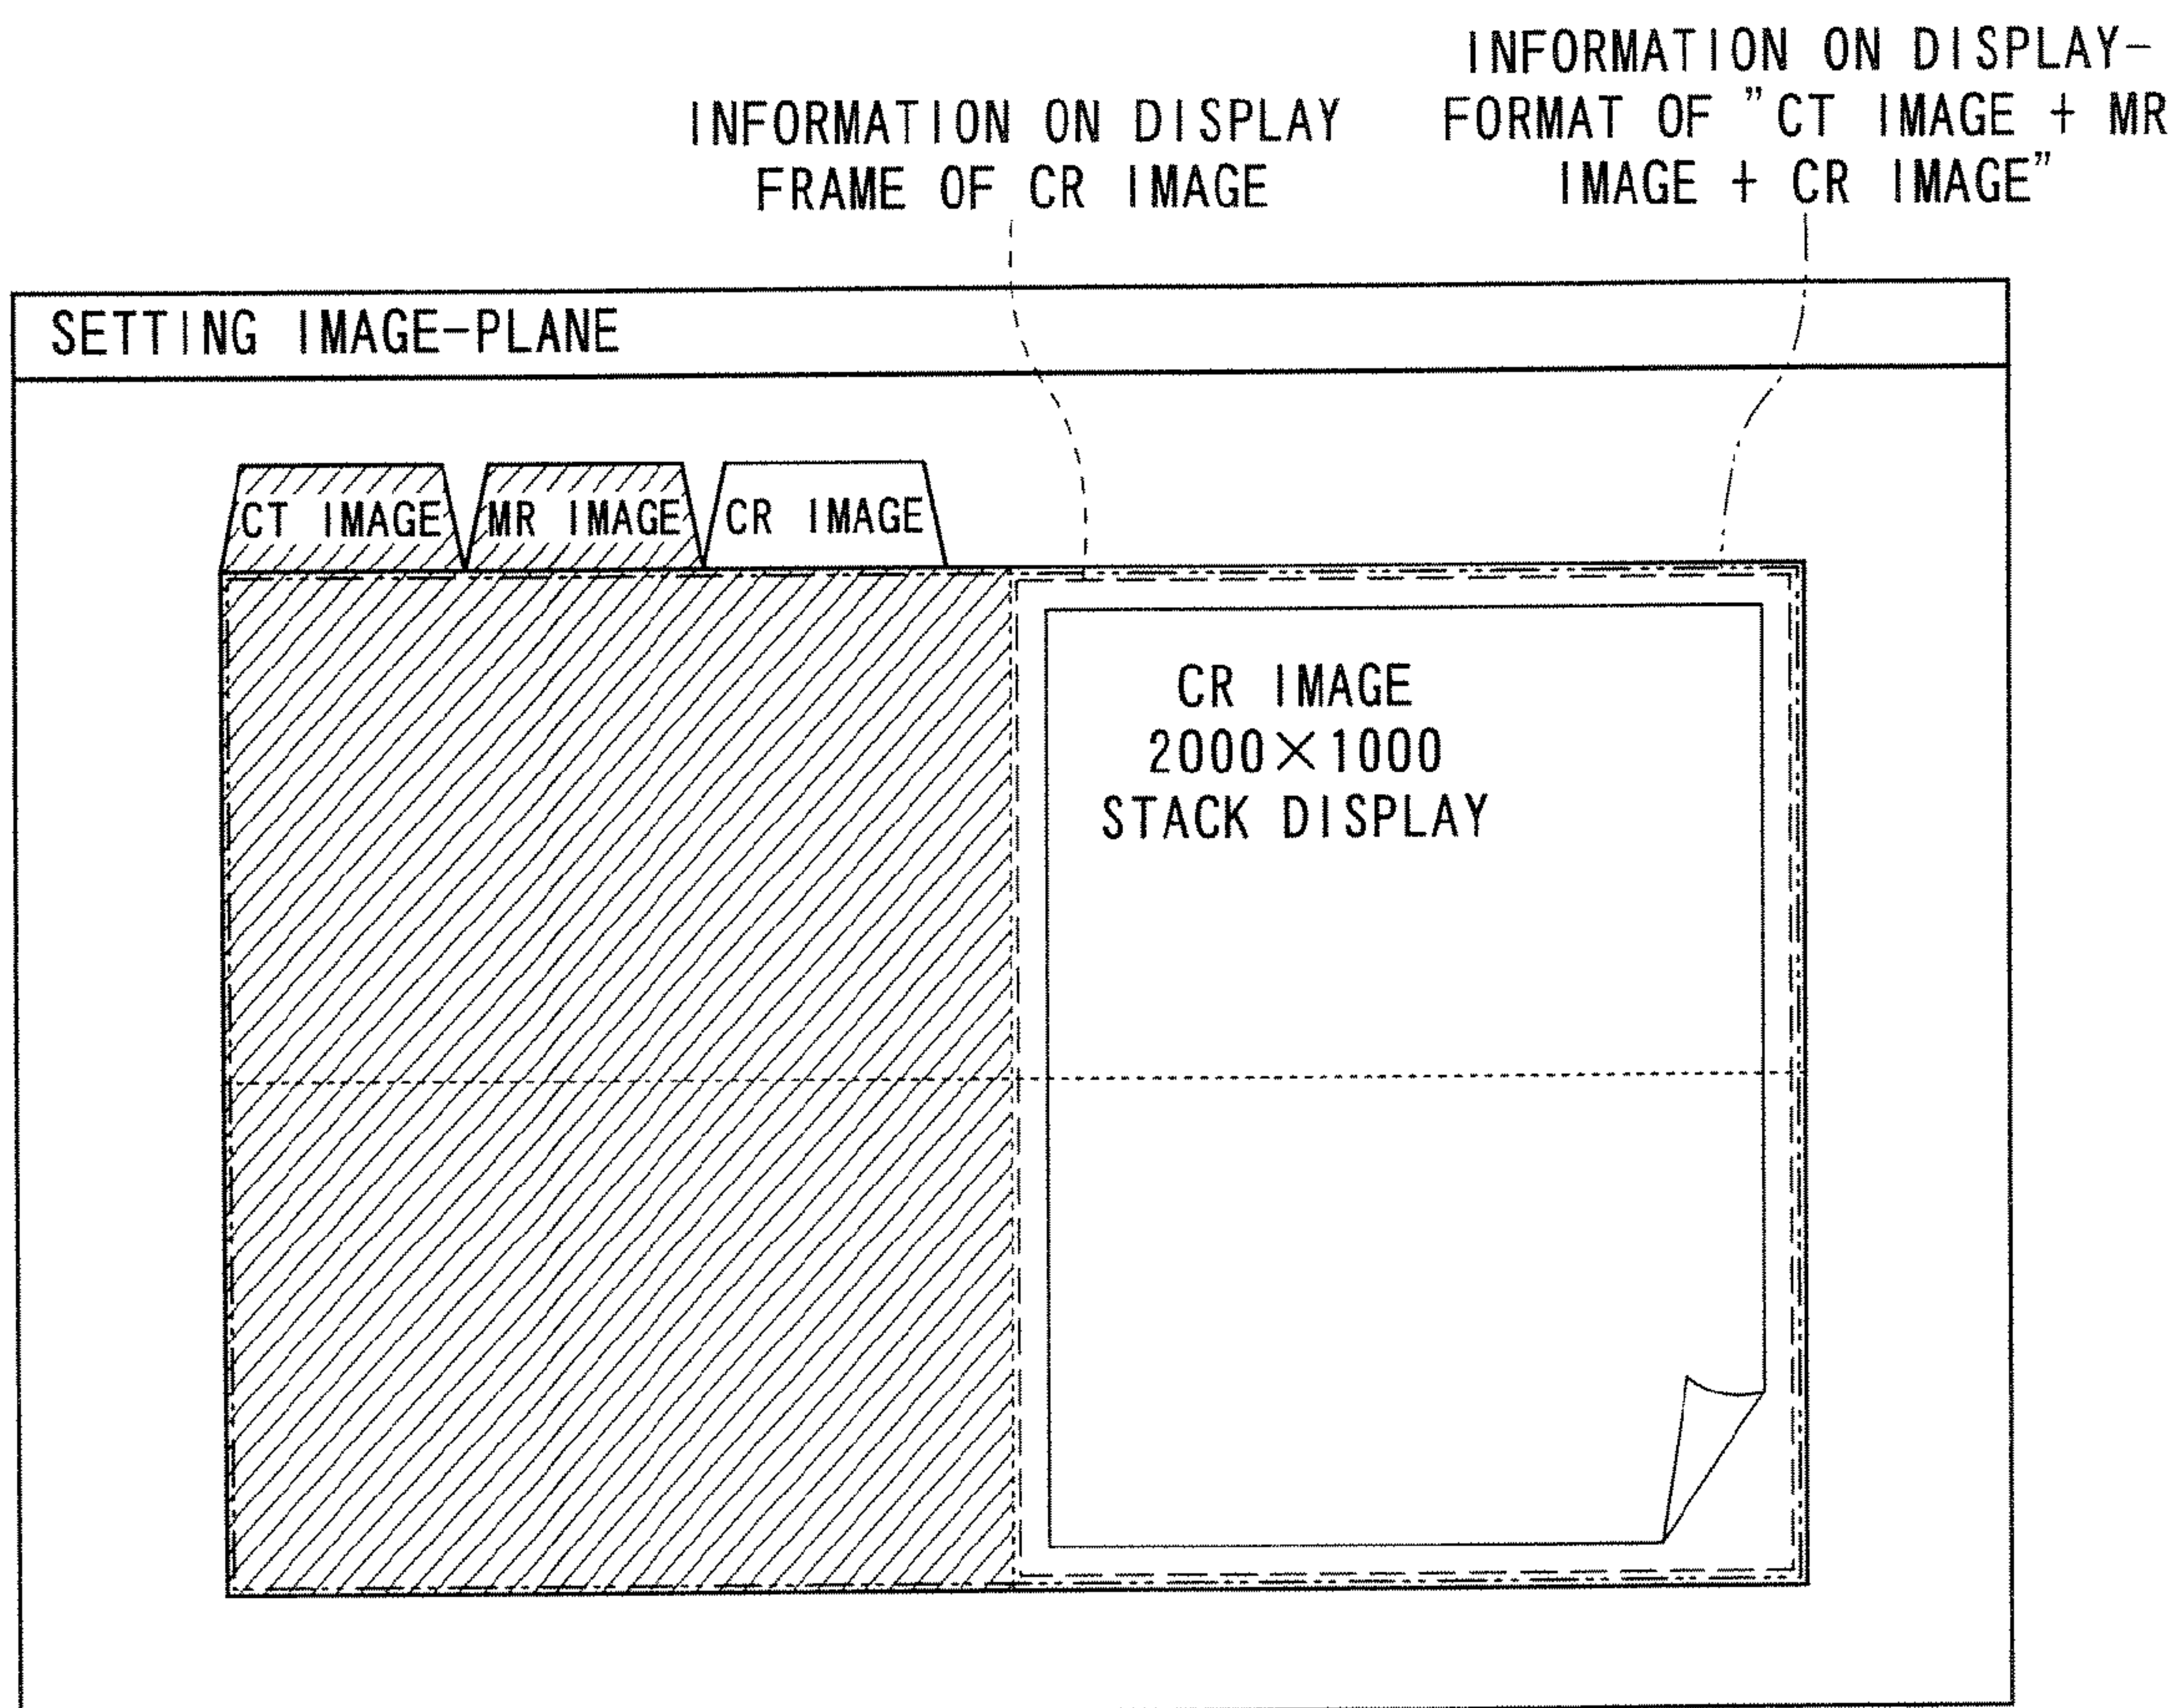 INFORMATION ON DISPLAY
FRAME OF CR IMAGE
INFORMATION ON DISPLAY-
FORMAT OF "CT IMAGE + MR
IMAGE + CR IMAGE"
SETTING IMAGE-PLANE
CT IMAGE
MR IMAGE
CR IMAGE
CR IMAGE
2000×1000
STACK DISPLAY